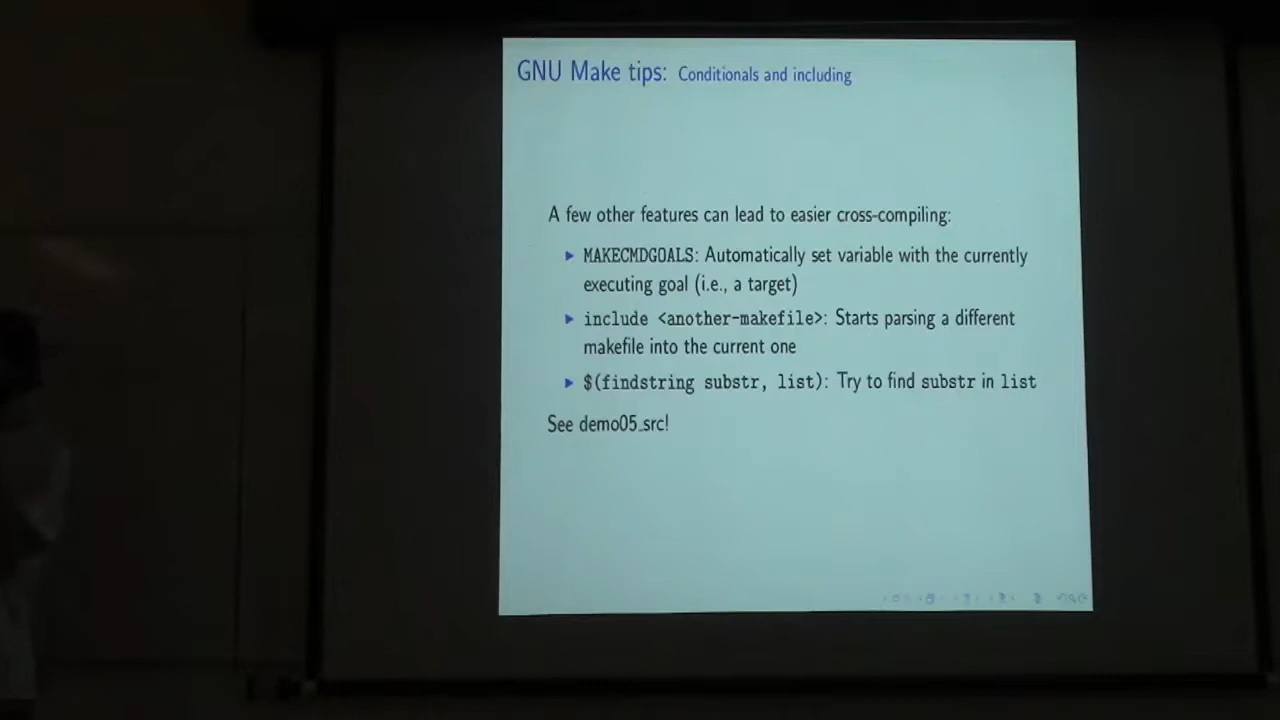 GNU Make tips: Conditionals and including
A few other features can lead to easier cross-compiling:
MAKECMDGOALS: Automatically set variable with the currently
executing goal (i.e., a target)
include <another-makefile>: Starts parsing a different
makefile into the current one
$(findstring substr, list): Try to find substr in list
See demo05_src!